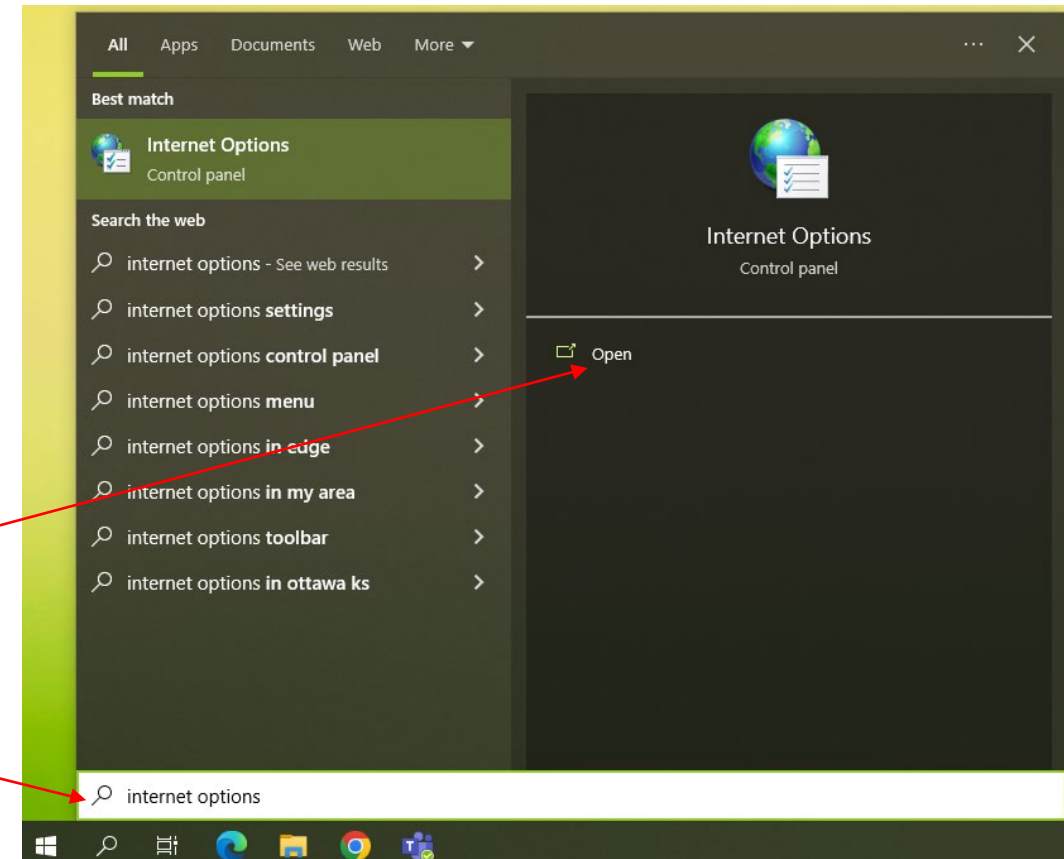 All Apps Documents Web More
Best match
Internet Options
Control panel
Search the web
internet options - See web results
internet options settings
internet options control panel
internet options menu
internet options in edge
internet options in my area
internet options toolbar
internet options in ottawa ks
Internet Options
Control panel
Open
internet options